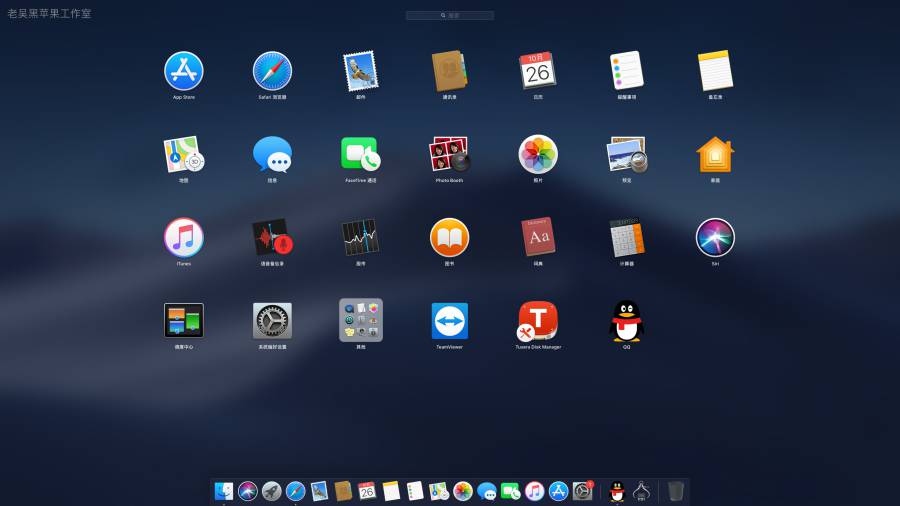 老吴黑苹果工作室
搜索
App Store
Safari 浏览器
邮件
通讯录
10月
26
日历
提醒事项
备忘录
地图
3D
信息
FaceTime 通话
Photo Booth
照片
预览
家庭
iTunes
语音备忘录
股市
图书
Dictionary
Aa
词典
计算器
Siri
调度中心
系统偏好设置
其他
TeamViewer
T
Tuxera Disk Manager
QQ
26
1